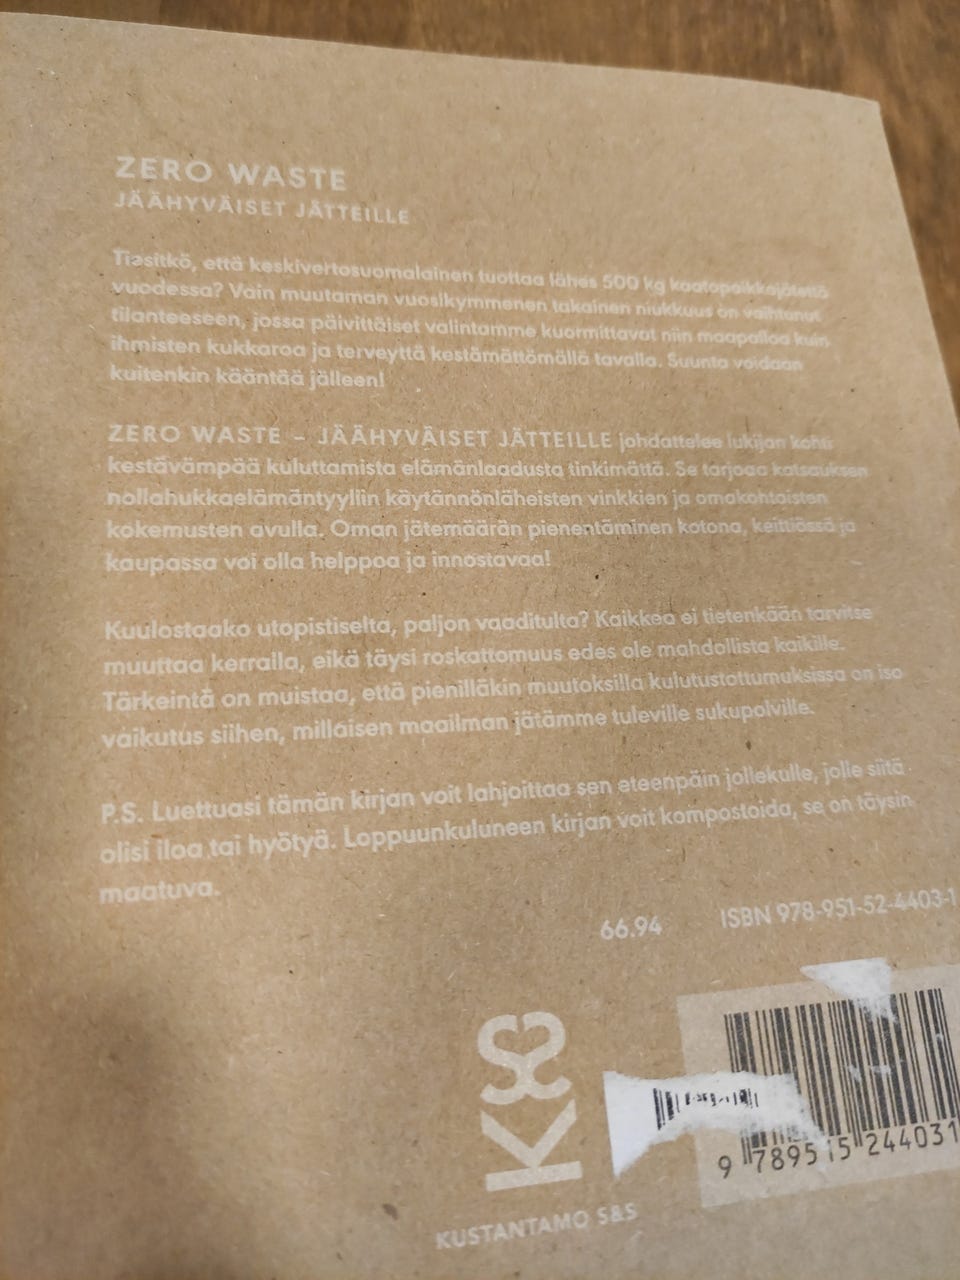 ZERO WASTE
JÄÄHYVÄISET JÄTTEILLE
Tiesitkö, että keskivertosuomalainen tuottaa lähes 500 kg kaatopaikkajätettä
vuodessa? Vain muutaman vuosikymmenen takainen niukkuus on vaihtunut
tilanteeseen, jossa päivittäiset valintamme kuormittavat niin maapalloa kuin
ihmisten kukkaroa ja terveyttä kestämättömällä tavalla. Suunta voidaan
kuitenkin kääntää jälleen!
ZERO WASTE – JÄÄHYVÄISET JÄTTEILLE johdattelee lukijan kohti
kestävämpää kuluttamista elämänlaadusta tinkimättä. Se tarjoaa katsauksen
nollahukkaelämäntyyliin käytännönläheisten vinkkien ja omakohtaisten
kokemusten avulla. Oman jätemäärän pienentäminen kotona, keittiössä ja
kaupassa voi olla helppoa ja innostavaa!
Kuulostaako utopistiselta, paljon vaaditulta? Kaikkea ei tietenkään tarvitse
muuttaa kerralla, eikä täysi roskattomuus edes ole mahdollista kaikille.
Tärkeintä on muistaa, että pienilläkin muutoksilla kulutustottumuksissa on iso
vaikutus siihen, millaisen maailman jätämme tuleville sukupolville.
P.S. Luettuasi tämän kirjan voit lahjoittaa sen eteenpäin jollekulle, jolle siitä
olisi iloa tai hyötyä. Loppuunkuluneen kirjan voit kompostoida, se on täysin
maatuva.
66.94 ISBN 978-951-52-4403-1
KS&S
KUSTANTAMO S&S
9 789515 244031